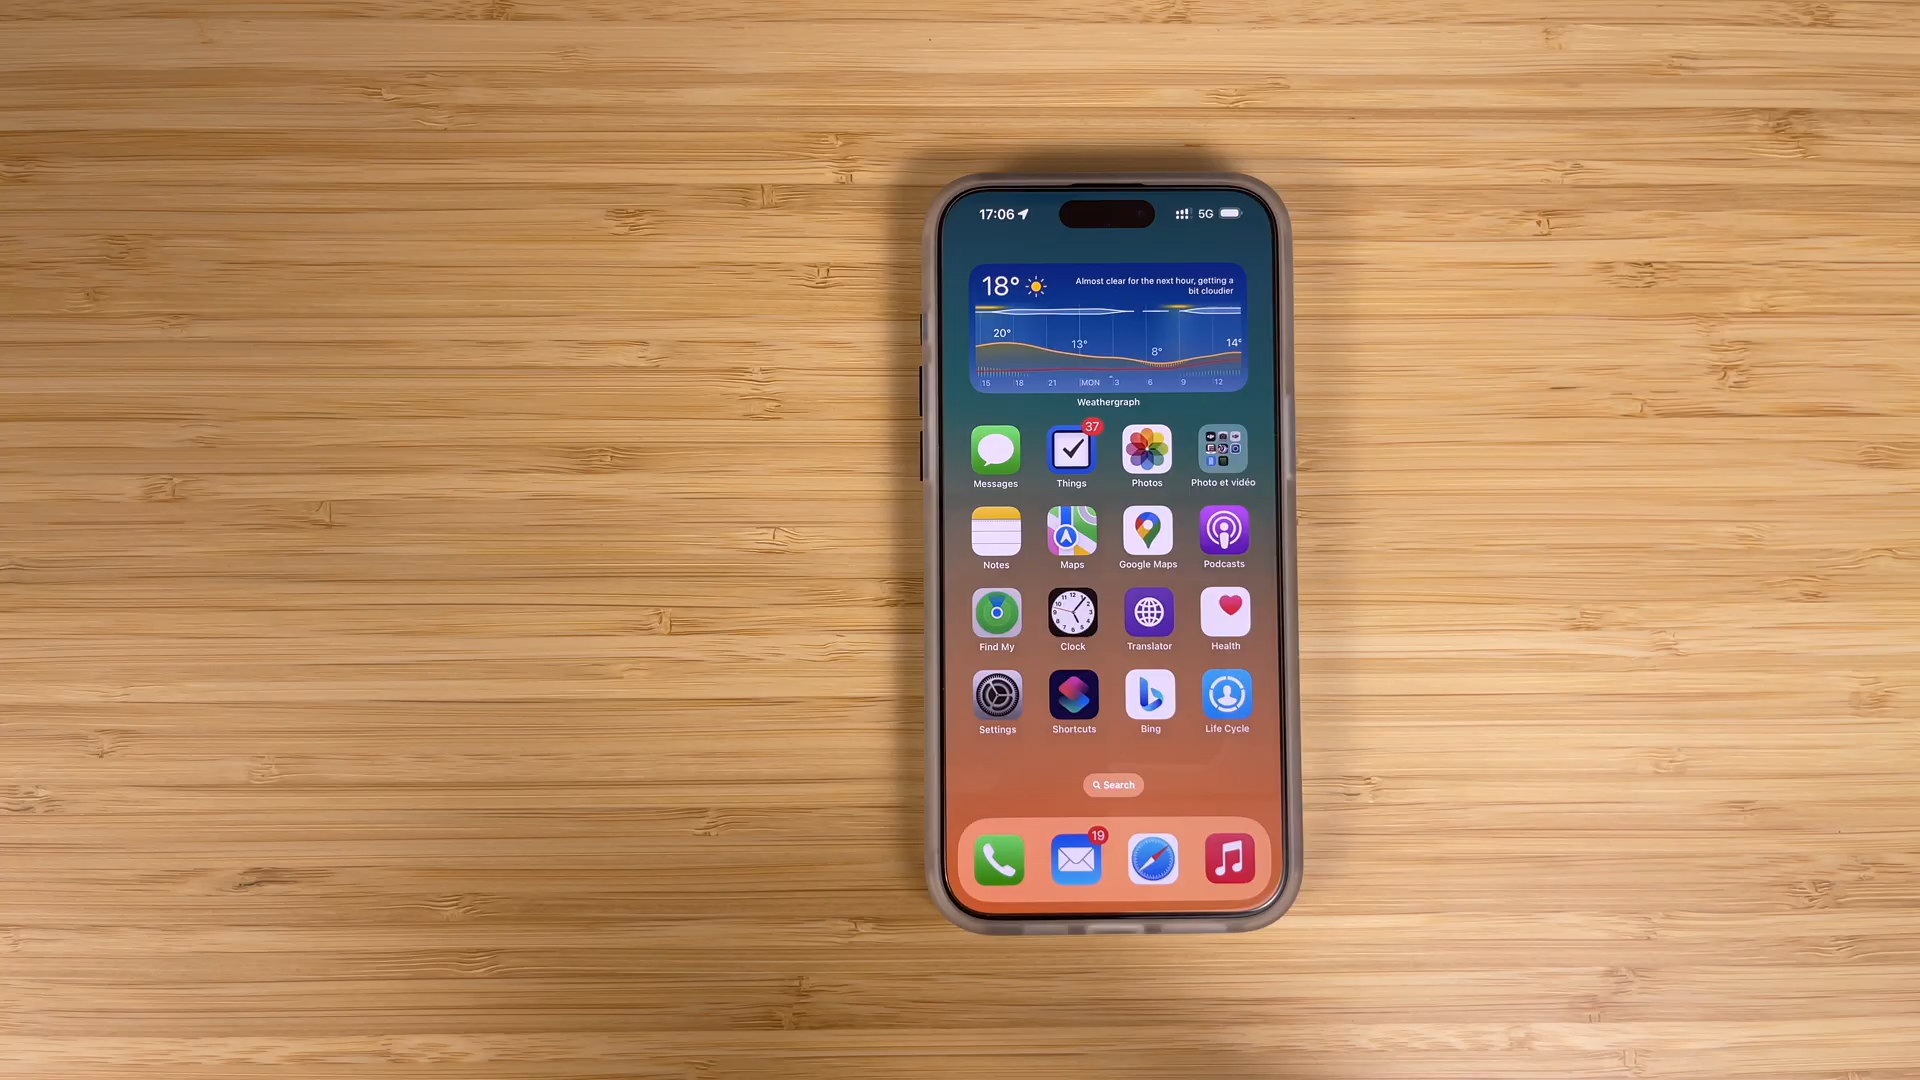 17:06 5G
18° Almost clear for the next hour, getting a
bit cloudier
20° 13° 8° 14°
15 18 21 MON 3 6 9 12
Weathergraph
37
Messages Things Photos Photo et vidéo
Notes Maps Google Maps Podcasts
Find My Clock Translator Health
Settings Shortcuts Bing Life Cycle
Search
19